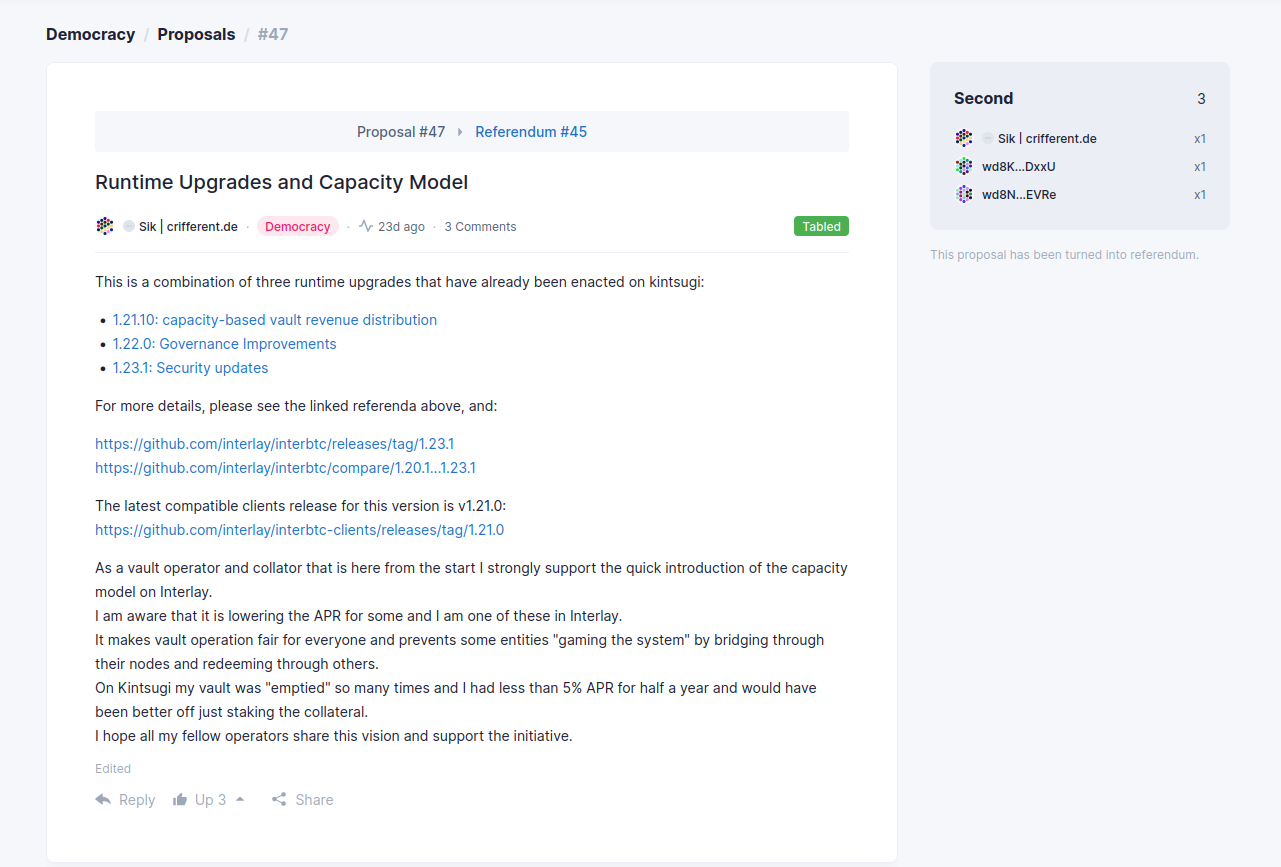 Democracy / Proposals / #47
Proposal #47 Referendum #45
Runtime Upgrades and Capacity Model
Sik | crifferent.de · Democracy · 23d ago · 3 Comments Tabled
This is a combination of three runtime upgrades that have already been enacted on kintsugi:
• 1.21.10: capacity-based vault revenue distribution
• 1.22.0: Governance Improvements
• 1.23.1: Security updates
For more details, please see the linked referenda above, and:
https://github.com/interlay/interbtc/releases/tag/1.23.1
https://github.com/interlay/interbtc/compare/1.20.1...1.23.1
The latest compatible clients release for this version is v1.21.0:
https://github.com/interlay/interbtc-clients/releases/tag/1.21.0
As a vault operator and collator that is here from the start I strongly support the quick introduction of the capacity
model on Interlay.
I am aware that it is lowering the APR for some and I am one of these in Interlay.
It makes vault operation fair for everyone and prevents some entities "gaming the system" by bridging through
their nodes and redeeming through others.
On Kintsugi my vault was "emptied" so many times and I had less than 5% APR for half a year and would have
been better off just staking the collateral.
I hope all my fellow operators share this vision and support the initiative.
Edited
Reply Up 3 Share
Second 3
Sik | crifferent.de x1
wd8K...DxxU x1
wd8N...EVRe x1
This proposal has been turned into referendum.